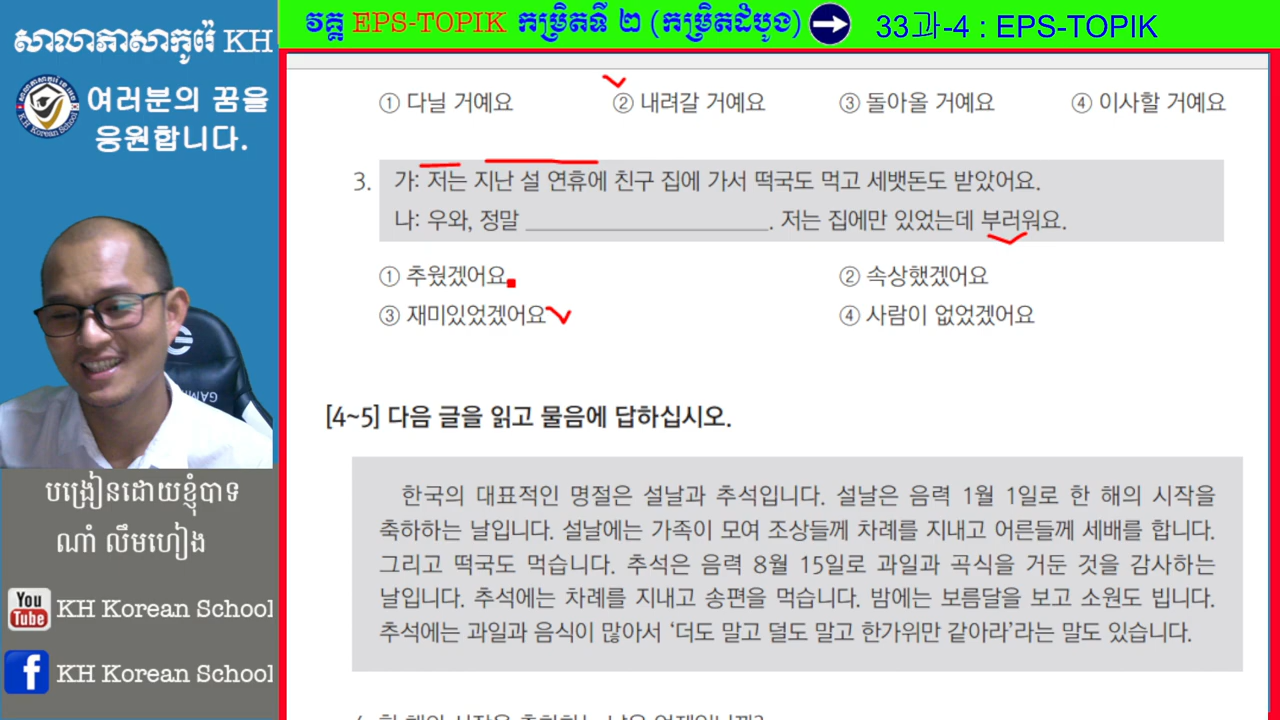 សាលាភាសាកូរ៉េ KH
여러분의 꿈을
응원합니다.
វគ្គ EPS-TOPIK កម្រិតទី ២ (កម្រិតដំបូង) 33과-4 : EPS-TOPIK
① 다닐 거예요 ② 내려갈 거예요 ③ 돌아올 거예요 ④ 이사할 거예요
3. 가: 저는 지난 설 연휴에 친구 집에 가서 떡국도 먹고 세뱃돈도 받았어요.
나: 우와, 정말 ____________________. 저는 집에만 있었는데 부러워요.
① 추웠겠어요 ② 속상했겠어요
③ 재미있었겠어요 ④ 사람이 없었겠어요
[4~5] 다음 글을 읽고 물음에 답하십시오.
한국의 대표적인 명절은 설날과 추석입니다. 설날은 음력 1월 1일로 한 해의 시작을
축하하는 날입니다. 설날에는 가족이 모여 조상들께 차례를 지내고 어른들께 세배를 합니다.
그리고 떡국도 먹습니다. 추석은 음력 8월 15일로 과일과 곡식을 거둔 것을 감사하는
날입니다. 추석에는 차례를 지내고 송편을 먹습니다. 밤에는 보름달을 보고 소원도 빕니다.
추석에는 과일과 음식이 많아서 ‘더도 말고 덜도 말고 한가위만 같아라’라는 말도 있습니다.
បង្រៀនដោយខ្ញុំបាទ
ណាំ លឹមហៀង
You Tube KH Korean School
f KH Korean School